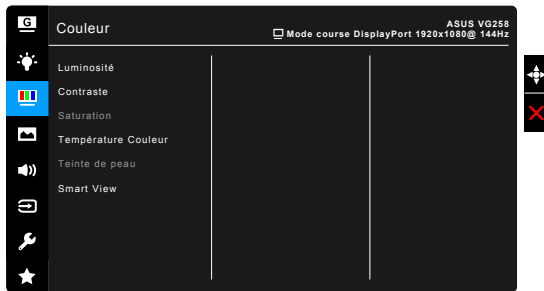 G
Couleur
ASUS VG258
Mode course DisplayPort 1920x1080@ 144Hz
Luminosité
Contraste
Saturation
Température Couleur
Teinte de peau
Smart View